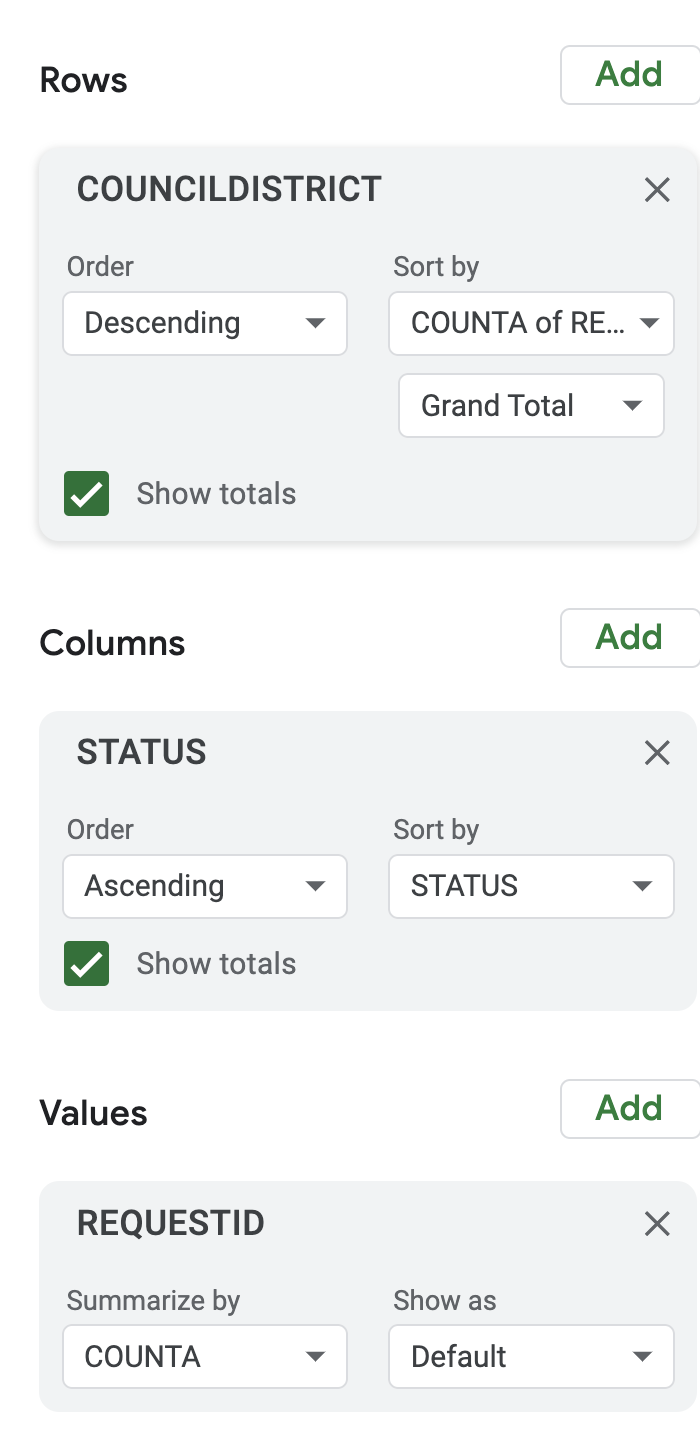 Rows Add
COUNCILDISTRICT
Order Sort by
Descending COUNTA of RE...
Grand Total
Show totals
Columns Add
STATUS
Order Sort by
Ascending STATUS
Show totals
Values Add
REQUESTID
Summarize by Show as
COUNTA Default